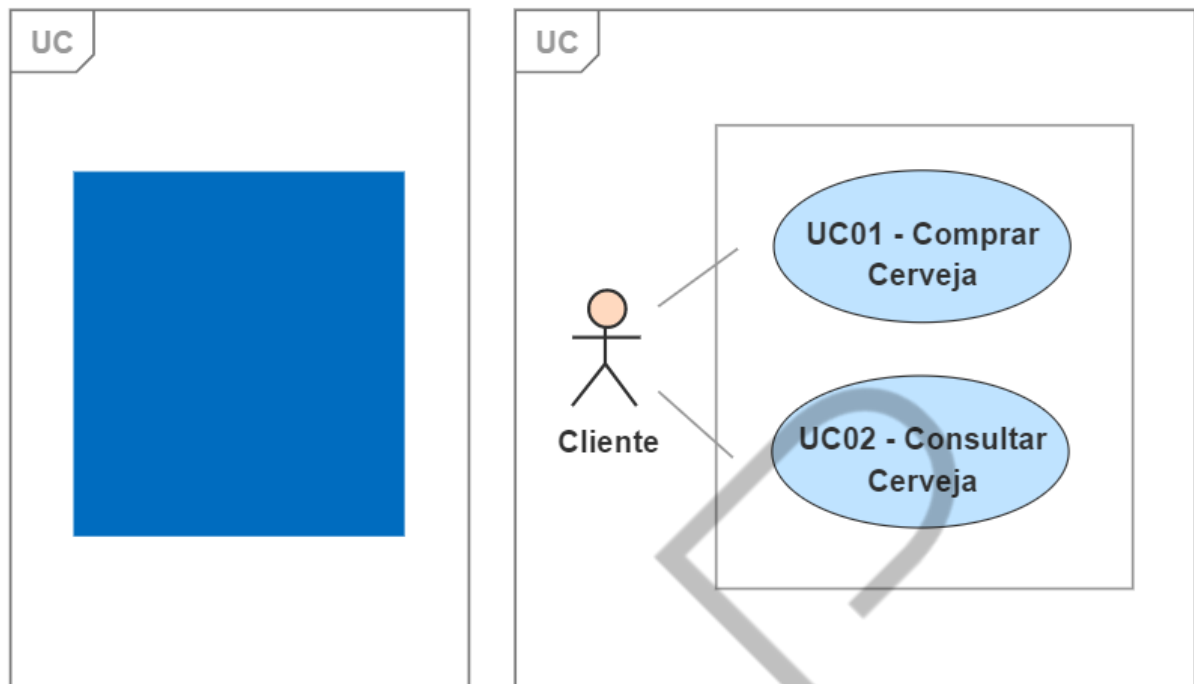 UC
UC
UC01 - Comprar
Cerveja
Cliente
UC02 - Consultar
Cerveja